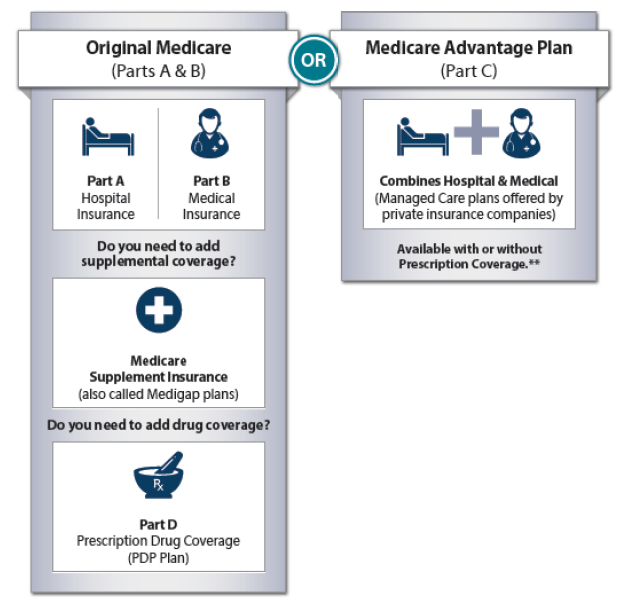 Original Medicare
(Parts A & B)
OR
Medicare Advantage Plan
(Part C)
Part A
Hospital
Insurance
Part B
Medical
Insurance
Do you need to add
supplemental coverage?
Medicare
Supplement Insurance
(also called Medigap plans)
Do you need to add drug coverage?
Rx
Part D
Prescription Drug Coverage
(PDP Plan)
Combines Hospital & Medical
(Managed Care plans offered by
private insurance companies)
Available with or without
Prescription Coverage.**